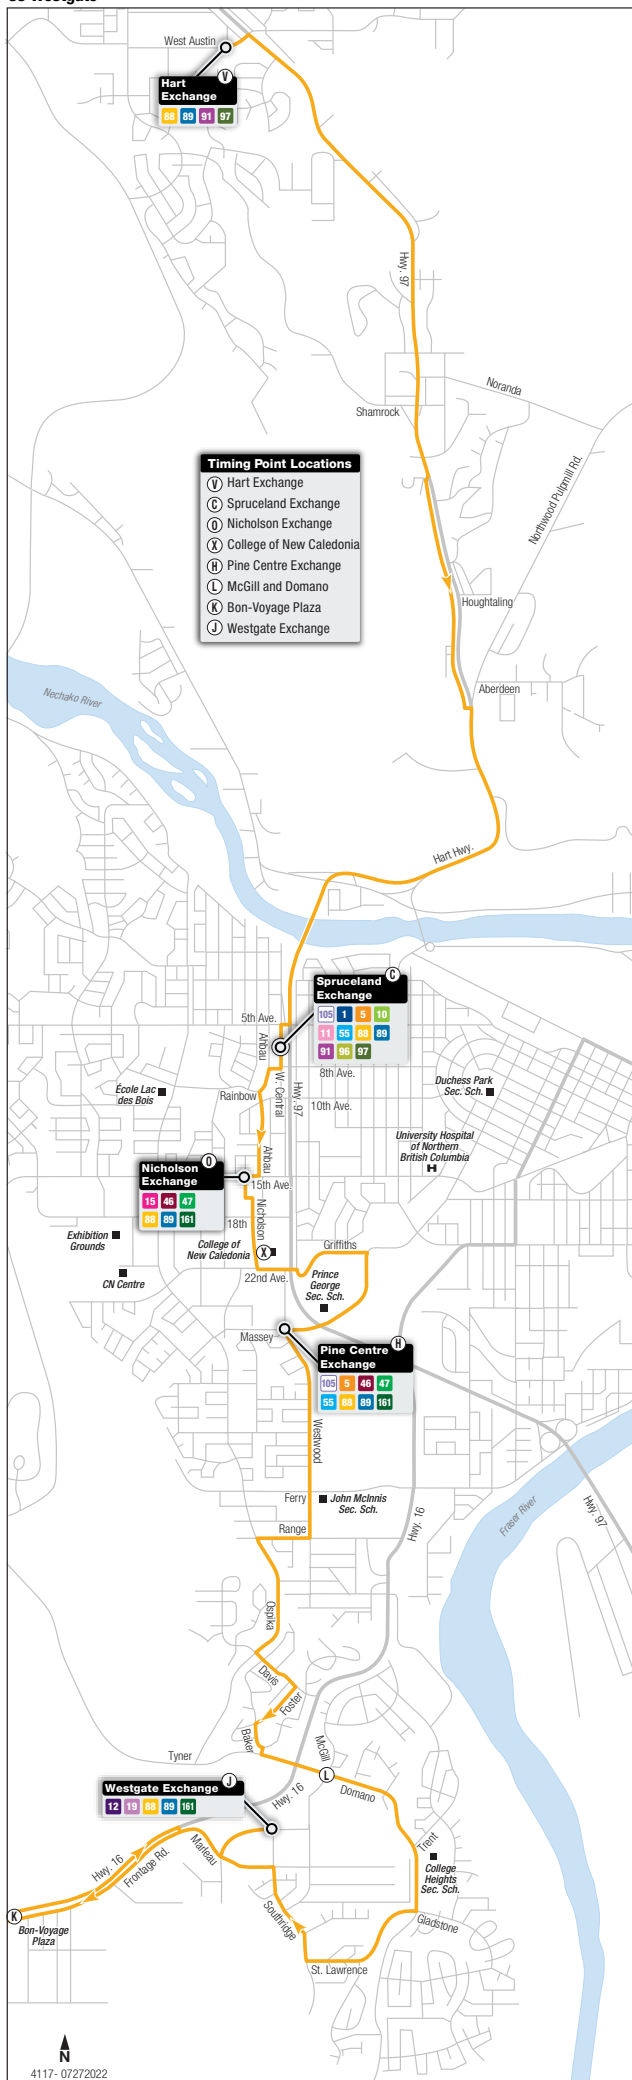 West Austin
V
Hart
Exchange
88 89 91 97
Hwy. 97
Noranda
Shamrock
Northwood Pulpmill Rd.
Timing Point Locations
V Hart Exchange
C Spruceland Exchange
O Nicholson Exchange
X College of New Caledonia
H Pine Centre Exchange
L McGill and Domano
K Bon-Voyage Plaza
J Westgate Exchange
Houghtaling
Aberdeen
Nechako River
Hart Hwy.
C
Spruceland
Exchange
105 1 5 10
11 55 88 89
91 96 97
5th Ave.
Ahbau
W. Central
Hwy. 97
8th Ave.
10th Ave.
Rainbow
École Lac
des Bois
Duchess Park
Sec. Sch.
University Hospital
of Northern
British Columbia
H
Ahbau
O
Nicholson
Exchange
15 46 47
88 89 161
15th Ave.
18th
Nicholson
Exhibition
Grounds
College of
New Caledonia
X
Griffiths
CN Centre
22nd Ave.
Prince
George
Sec. Sch.
Massey
H
Pine Centre
Exchange
105 5 46 47
55 88 89 161
Westwood
Ferry
John McInnis
Sec. Sch.
Range
Hwy. 16
Fraser River
Hwy. 97
Ospika
Davis
Foster
Baker
Tyner
McGill
L
Domano
J
Westgate Exchange
12 19 88 89 161
Hwy. 16
Hwy. 16
Frontage Rd.
Marleau
Trent
College
Heights
Sec. Sch.
K
Bon-Voyage
Plaza
Southridge
Gladstone
St. Lawrence
N
4117- 07272022